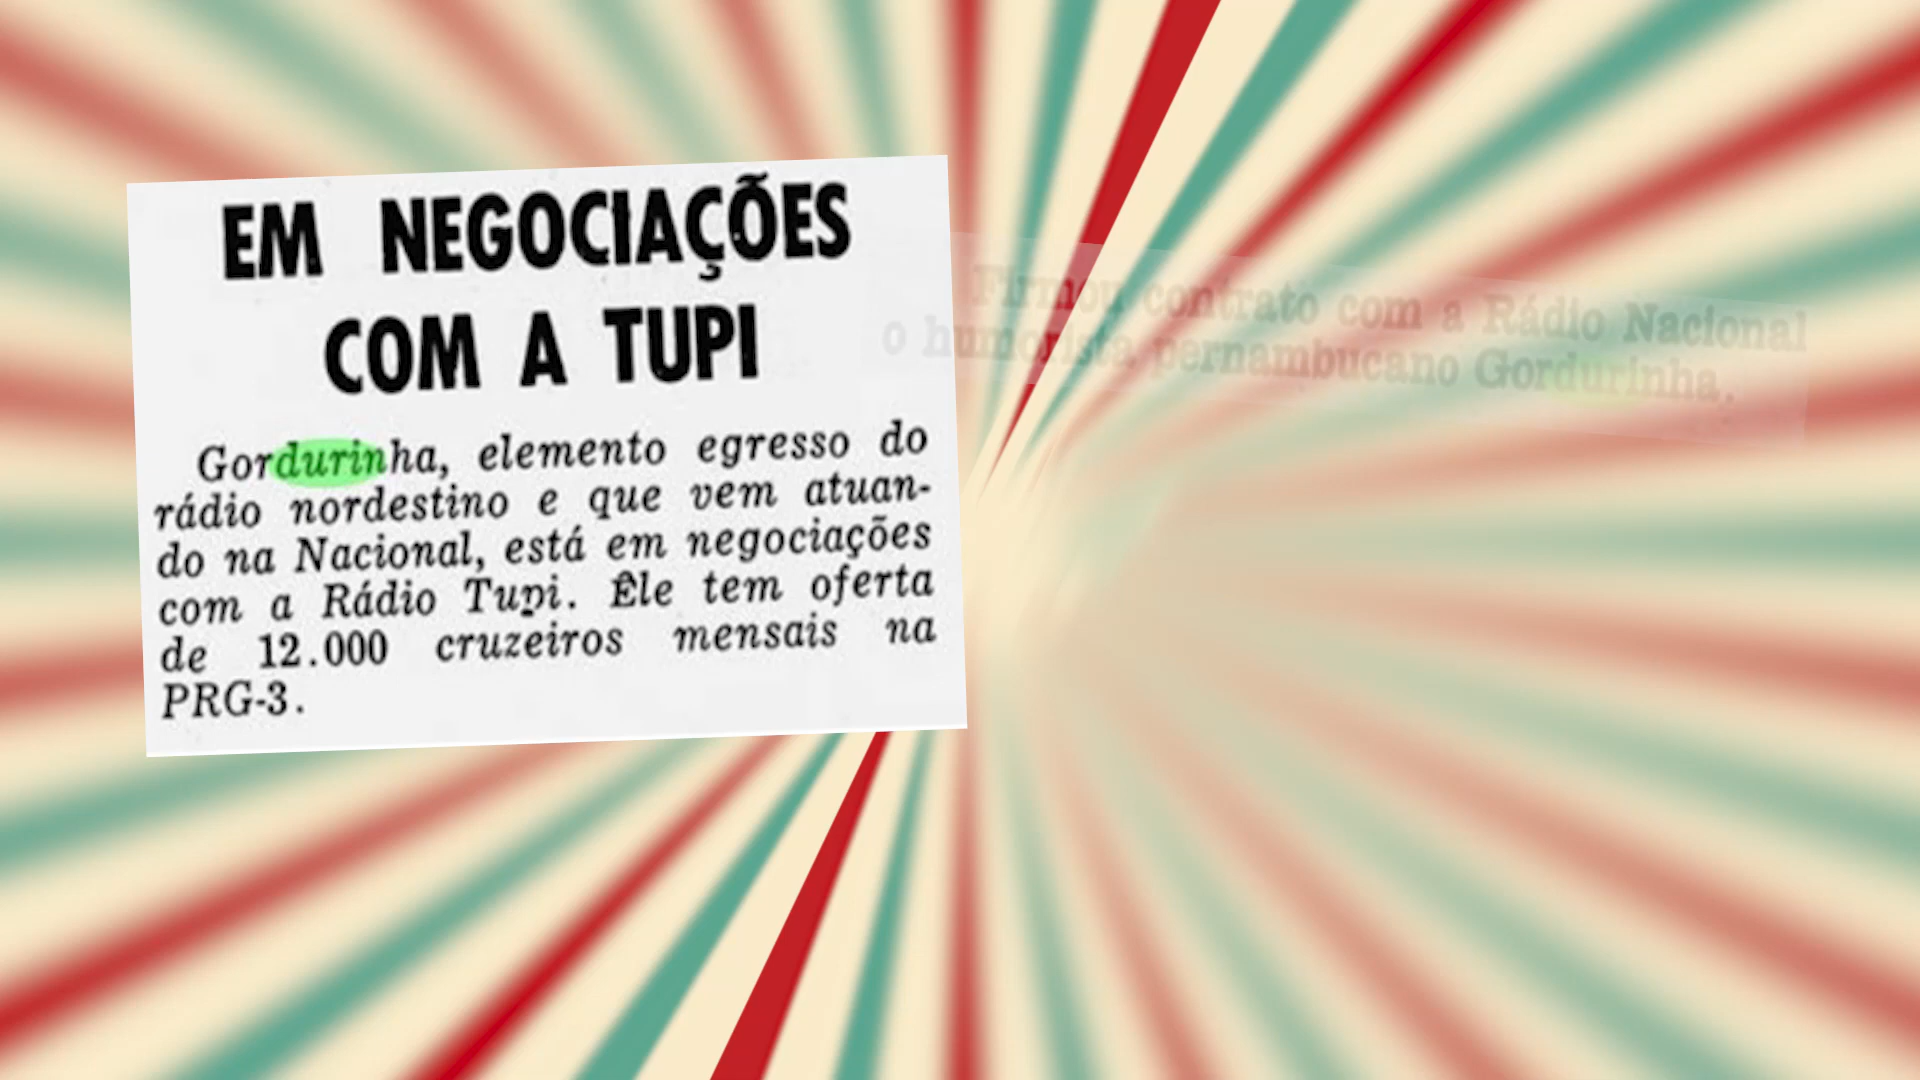 EM NEGOCIAÇÕES
COM A TUPI
Gordurinha, elemento egresso do
rádio nordestino e que vem atuan-
do na Nacional, está em negociações
com a Rádio Tupi. Êle tem oferta
de 12.000 cruzeiros mensais na
PRG-3.
Firmou contrato com a Rádio Nacional
o humorista pernambucano Gordurinha.